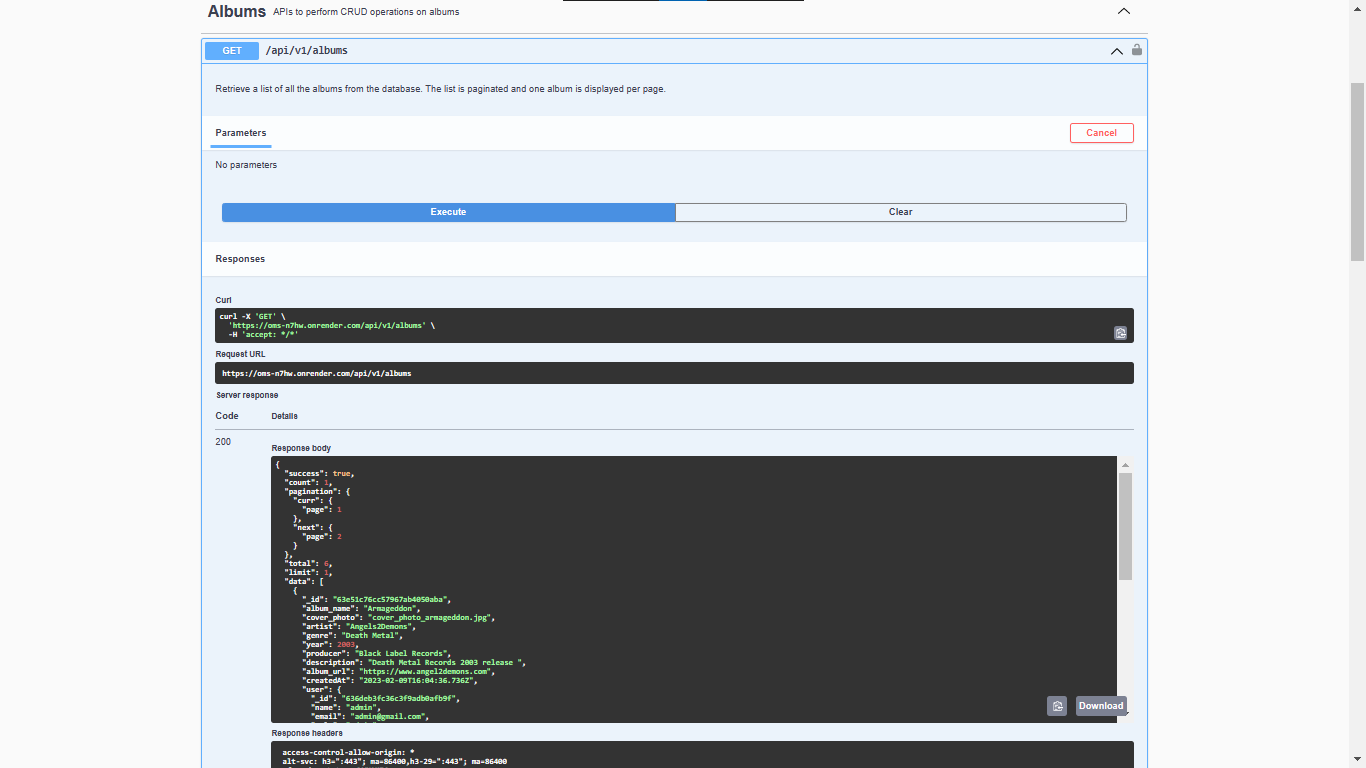 Albums APIs to perform CRUD operations on albums
GET /api/v1/albums
Retrieve a list of all the albums from the database. The list is paginated and one album is displayed per page.
Parameters
Cancel
No parameters
Execute
Clear
Responses
Curl
curl -X 'GET' \
'https://oms-n7hw.onrender.com/api/v1/albums' \
-H 'accept: */*'
Request URL
https://oms-n7hw.onrender.com/api/v1/albums
Server response
Code Details
200
Response body
{
"success": true,
"count": 1,
"pagination": {
"curr": {
"page": 1
},
"next": {
"page": 2
}
},
"total": 6,
"limit": 1,
"data": [
{
"_id": "63e51c76cc57967ab4050aba",
"album_name": "Armageddon",
"cover_photo": "cover_photo_armageddon.jpg",
"artist": "Angels2Demons",
"genre": "Death Metal",
"year": 2003,
"producer": "Black Label Records",
"description": "Death Metal Records 2003 release ",
"album_url": "https://www.angel2demons.com",
"createdAt": "2023-02-09T16:04:36.736Z",
"user": {
"_id": "636deb3fc36c3f9adb0afb9f",
"name": "admin",
"email": "admin@gmail.com",
Download
Response headers
access-control-allow-origin: *
alt-svc: h3=":443"; ma=86400,h3-29=":443"; ma=86400